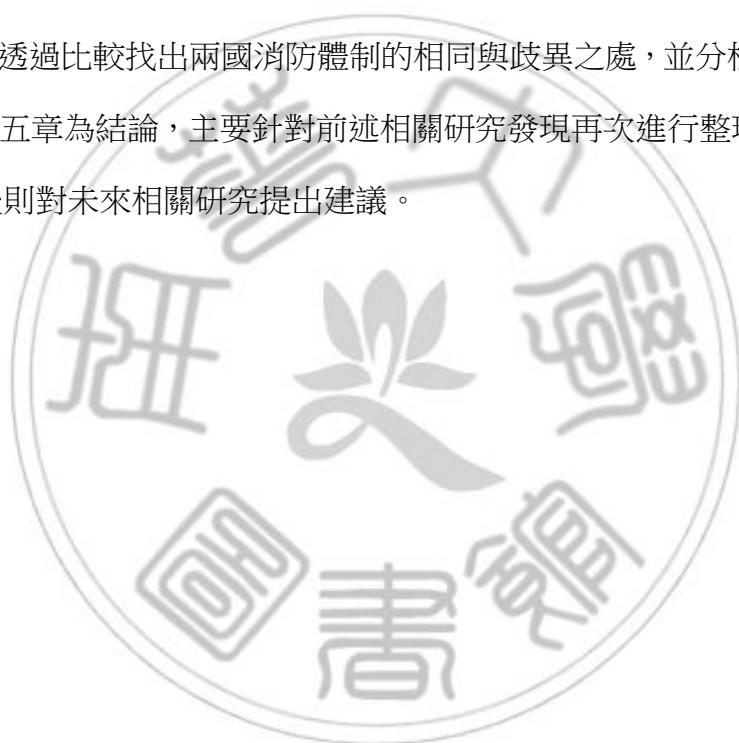 透過比較找出兩國消防體制的相同與歧異之處，並分
五章為結論，主要針對前述相關研究發現再次進行整
則對未來相關研究提出建議。
書